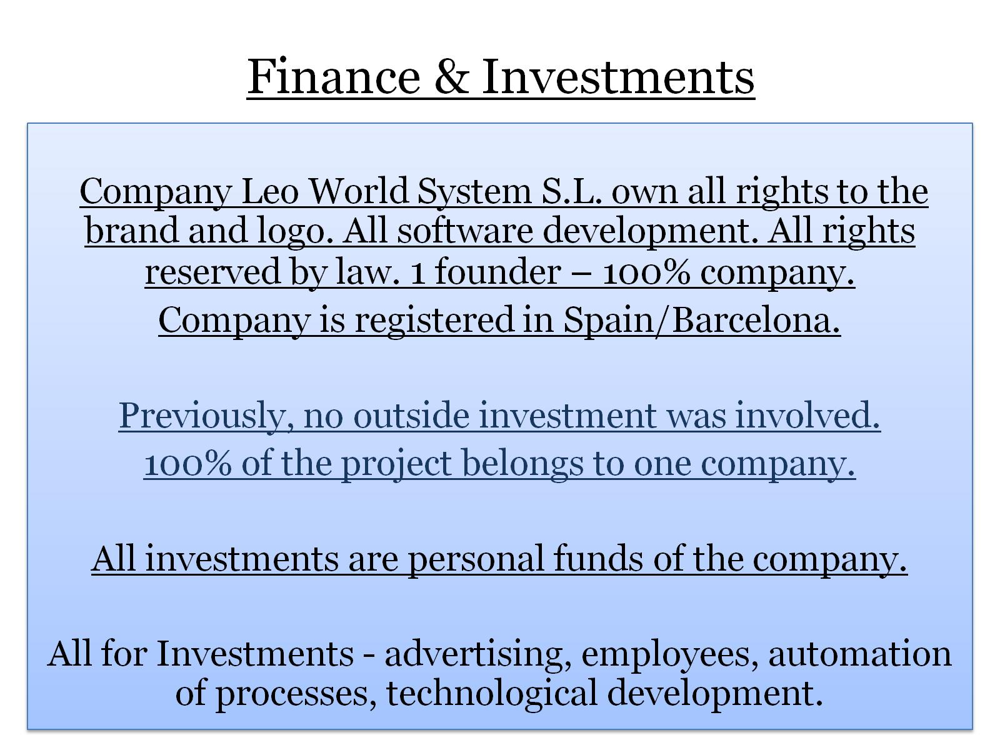 Finance & Investments
Company Leo World System S.L. own all rights to the
brand and logo. All software development. All rights
reserved by law. 1 founder – 100% company.
Company is registered in Spain/Barcelona.
Previously, no outside investment was involved.
100% of the project belongs to one company.
All investments are personal funds of the company.
All for Investments - advertising, employees, automation
of processes, technological development.